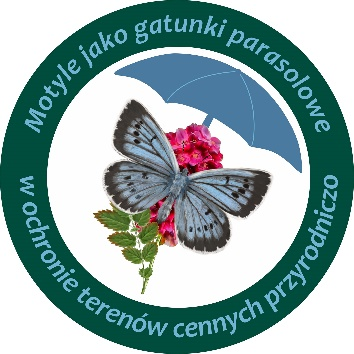 Motyle jako gatunki parasolowe
w ochronie terenów cennych przyrodniczo